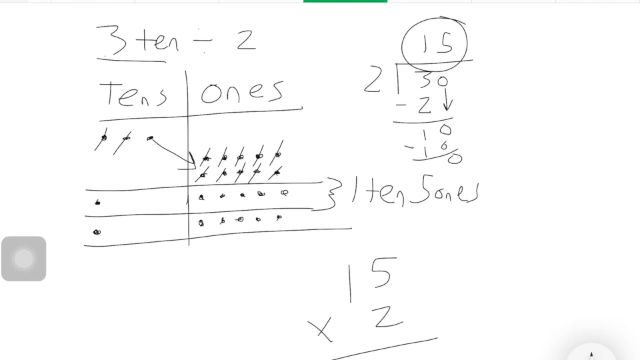 3 ten ÷ 2
Tens ones
1 ten 5 ones
15
2 30
- 2
10
- 10
0
15
x 2